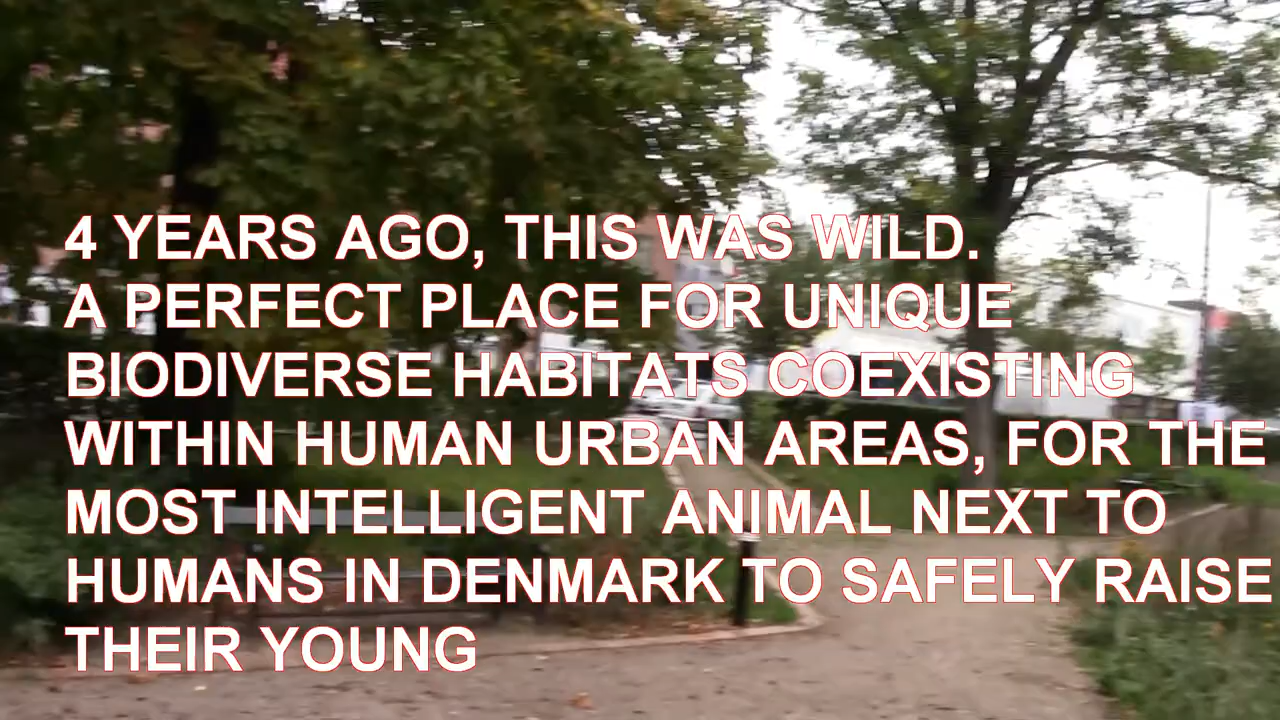 4 YEARS AGO, THIS WAS WILD.
A PERFECT PLACE FOR UNIQUE
BIODIVERSE HABITATS COEXISTING
WITHIN HUMAN URBAN AREAS, FOR THE
MOST INTELLIGENT ANIMAL NEXT TO
HUMANS IN DENMARK TO SAFELY RAISE
THEIR YOUNG